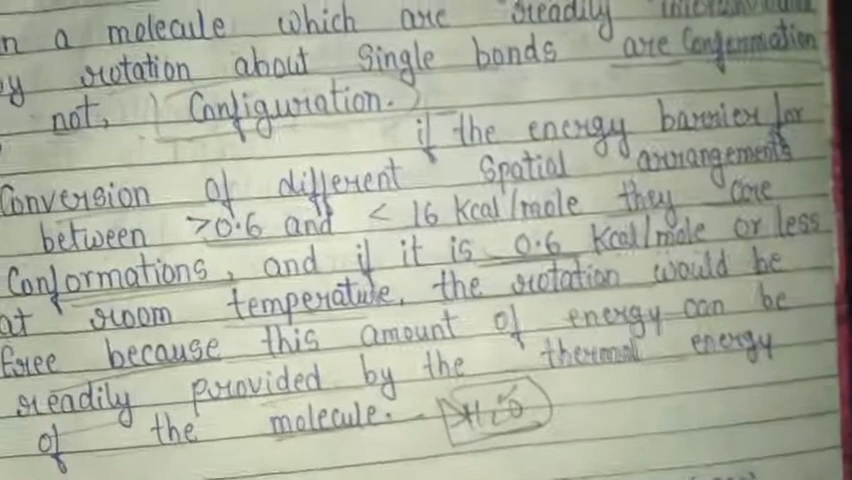 n a molecule which are readily
by rotation about single bonds are Conformation
not, Configuration.
if the energy barrier for
Conversion of different Spatial arrangements
between >0.6 and < 16 Kcal/mole they are
Conformations, and if it is 0.6 Kcal/mole or less
at room temperature, the rotation would be
free because this amount of energy can be
readily provided by the thermal energy
of the molecule.